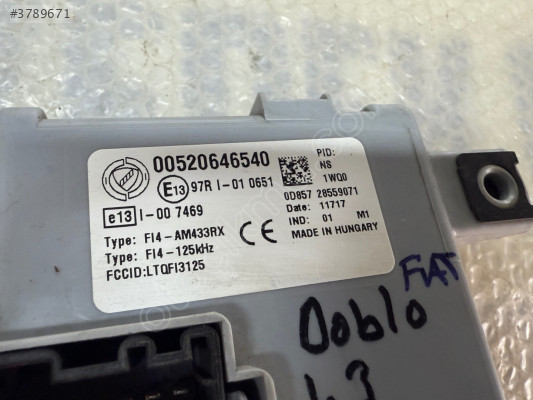 #3789671
00520646540
PID:
NS
1WQ0
E13 97R I-01 0651
0D857 28559071
e13 I-00 7469
Date: 11717
IND: 01 M1
Type: FI4-AM433RX
Type: FI4-125kHz
CE
MADE IN HUNGARY
FCCID:LTQFI3125
FIAT
Doblo
1.3